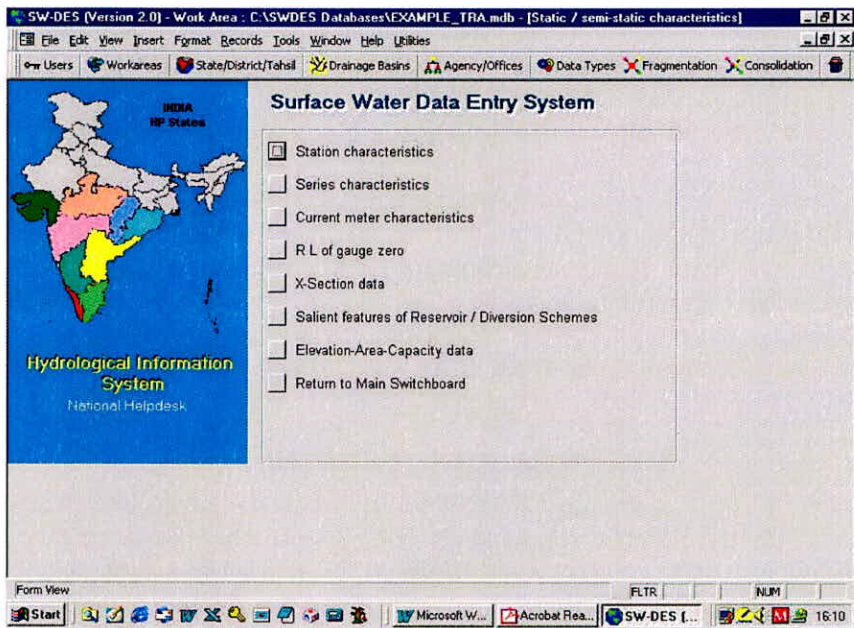 SW-DES (Version 2.0) - Work Area : C:\SWDES Databases\EXAMPLE_TRA.mdb - [Static / semi-static characteristics]
File Edit View Insert Format Records Tools Window Help Utilities
Users Workareas State/District/Tahsil Drainage Basins Agency/Offices Data Types Fragmentation Consolidation
INDIA
HP States
Surface Water Data Entry System
Station characteristics
Series characteristics
Current meter characteristics
R L of gauge zero
X-Section data
Salient features of Reservoir / Diversion Schemes
Elevation-Area-Capacity data
Return to Main Switchboard
Hydrological Information
System
National Helpdesk
Form View FLTR NUM
Start Microsoft W... Acrobat Rea... SW-DES (... 16:10